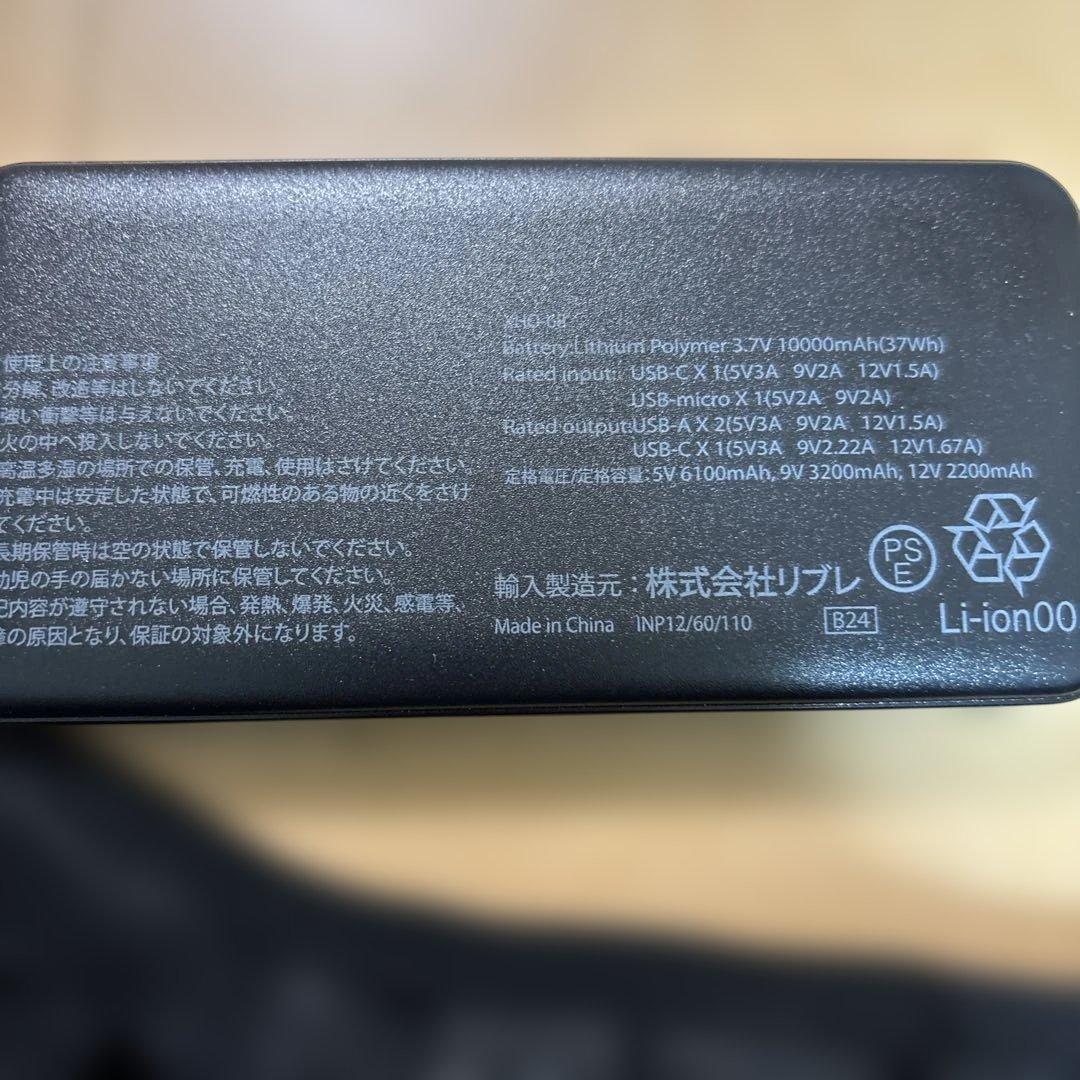 使用上の注意事項
分解、改造等はしないでください。
強い衝撃等は与えないでください。
火の中へ投入しないでください。
高温多湿の場所での保管、充電、使用はさけてください。
充電中は安定した状態で、可燃性のある物の近くをさけ
てください。
長期保管時は空の状態で保管しないでください。
幼児の手の届かない場所に保管してください。
記内容が遵守されない場合、発熱、爆発、火災、感電等、
の原因となり、保証の対象外になります。
Battery:Lithium Polymer 3.7V 10000mAh(37Wh)
Rated input: USB-C X 1(5V3A 9V2A 12V1.5A)
USB-micro X 1(5V2A 9V2A)
Rated output:USB-A X 2(5V3A 9V2A 12V1.5A)
USB-C X 1(5V3A 9V2.22A 12V1.67A)
定格電圧/定格容量:5V 6100mAh, 9V 3200mAh, 12V 2200mAh
輸入製造元：株式会社リブレ
PSE
Made in China INP12/60/110
B24
Li-ion00